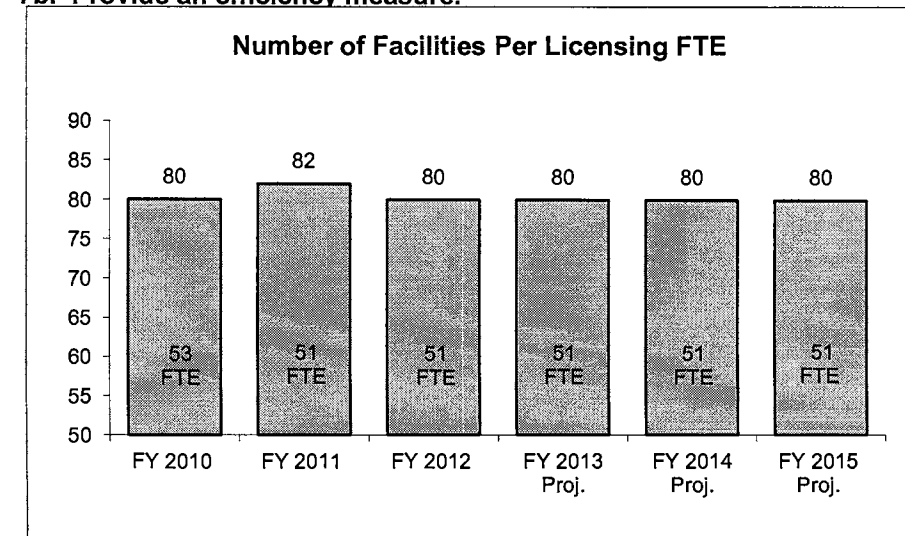 7b. Provide an efficiency measure.
Number of Facilities Per Licensing FTE
90
85
80
75
70
65
60
55
50
80
82
80
80
80
80
53
FTE
51
FTE
51
FTE
51
FTE
51
FTE
51
FTE
FY 2010
FY 2011
FY 2012
FY 2013
Proj.
FY 2014
Proj.
FY 2015
Proj.